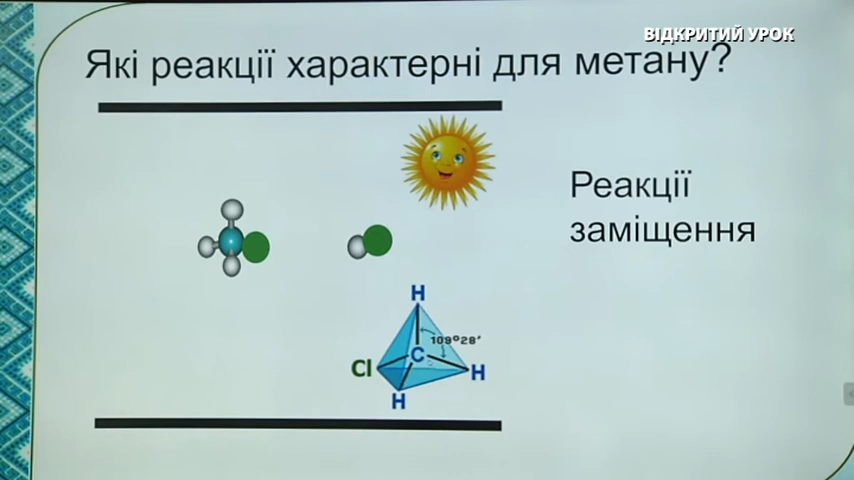 ВІДКРИТИЙ УРОК
Які реакції характерні для метану?
Реакції
заміщення
H
109°28'
C
Cl
H
H